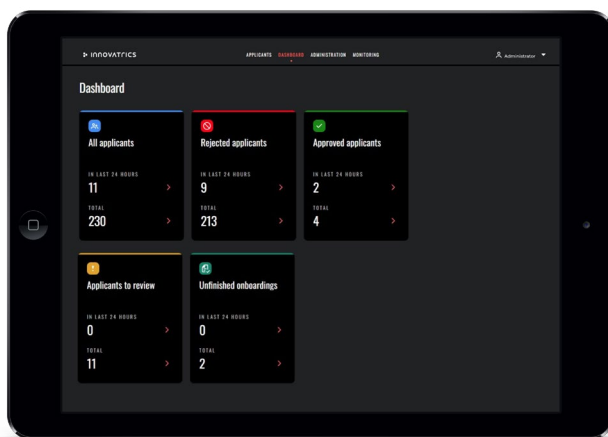 INNOVATRICS
APPLICANTS DASHBOARD ADMINISTRATION MONITORING
Administrator
Dashboard
All applicants
IN LAST 24 HOURS
11
TOTAL
230
Rejected applicants
IN LAST 24 HOURS
9
TOTAL
213
Approved applicants
IN LAST 24 HOURS
2
TOTAL
4
Applicants to review
IN LAST 24 HOURS
0
TOTAL
11
Unfinished onboardings
IN LAST 24 HOURS
0
TOTAL
2